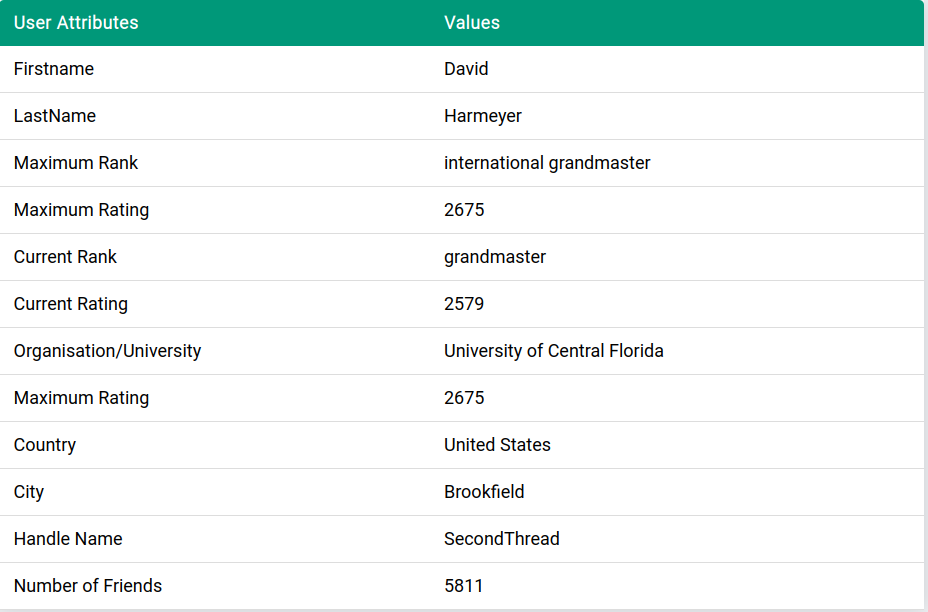 User Attributes Values
Firstname David
LastName Harmeyer
Maximum Rank international grandmaster
Maximum Rating 2675
Current Rank grandmaster
Current Rating 2579
Organisation/University University of Central Florida
Maximum Rating 2675
Country United States
City Brookfield
Handle Name SecondThread
Number of Friends 5811